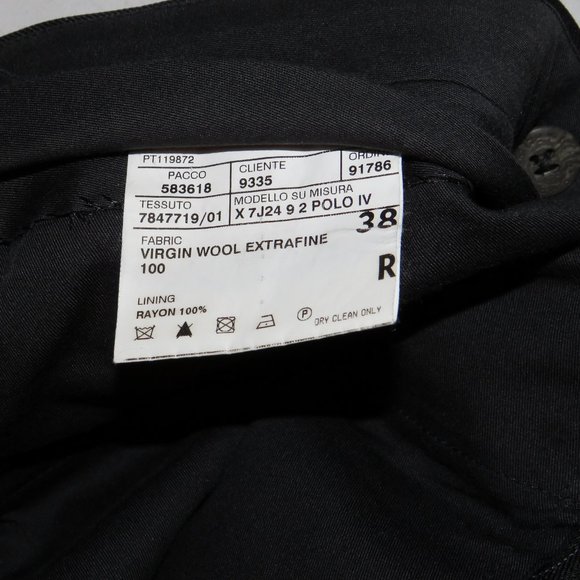 PT119872
PACCO
583618
CLIENTE
9335
ORDINE
91786
TESSUTO
7847719/01
MODELLO SU MISURA
X 7J24 9 2 POLO IV
38
R
FABRIC
VIRGIN WOOL EXTRAFINE
100
LINING
RAYON 100%
P
DRY CLEAN ONLY